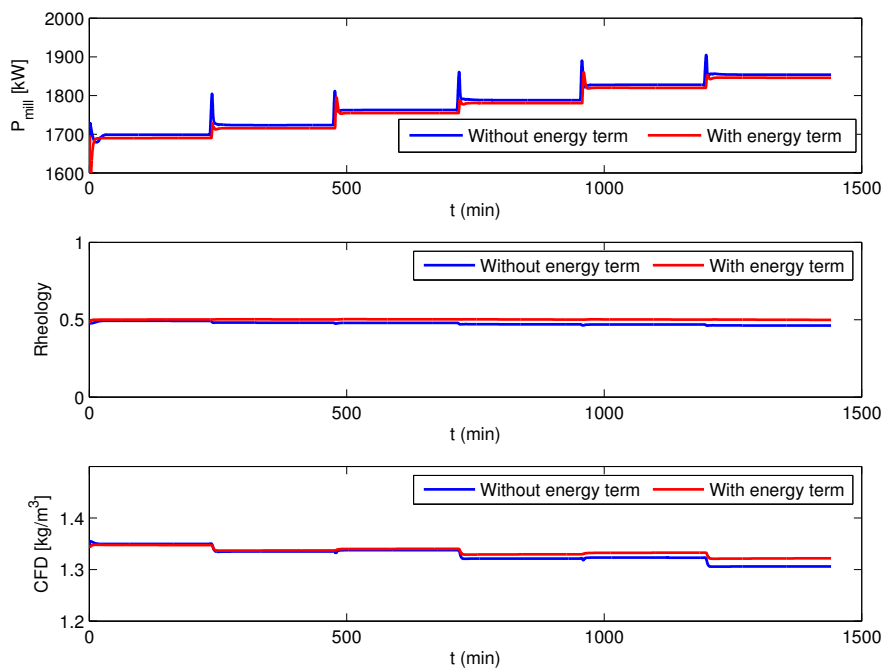 2000
1900
1800
1700
1600
P_mill [kW]
Without energy term With energy term
0 500 1000 1500
t (min)
1
0.5
0
Rheology
Without energy term With energy term
0 500 1000 1500
t (min)
1.4
1.3
1.2
CFD [kg/m³]
Without energy term With energy term
0 500 1000 1500
t (min)